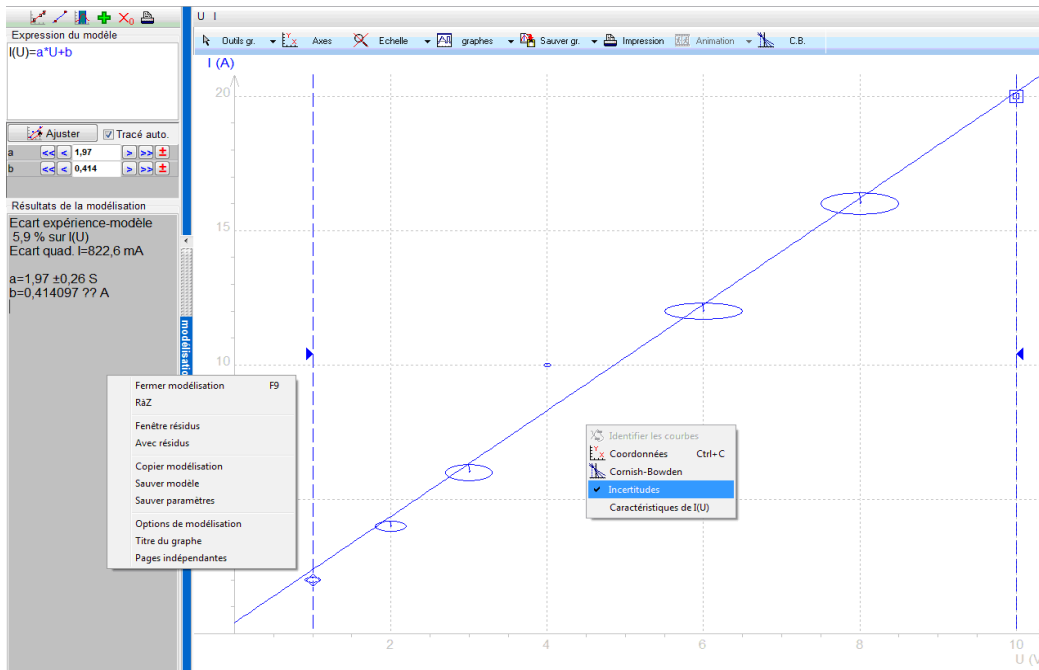 U I
Expression du modèle
I(U)=a*U+b
Outils gr. Axes Echelle graphes Sauver gr. Impression Animation C.B.
Ajuster Tracé auto.
a << < 1,97 > >> ±
b << < 0,414 > >> ±
Résultats de la modélisation
Ecart expérience-modèle
5,9 % sur I(U)
Ecart quad. I=822,6 mA
a=1,97 ±0,26 S
b=0,414097 ?? A
modélisation
Fermer modélisation F9
RàZ
Fenêtre résidus
Avec résidus
Copier modélisation
Sauver modèle
Sauver paramètres
Options de modélisation
Titre du graphe
Pages indépendantes
I (A)
20
15
10
Identifier les courbes
Coordonnées Ctrl+C
Cornish-Bowden
Incertitudes
Caractéristiques de I(U)
2 4 6 8 10
U (V